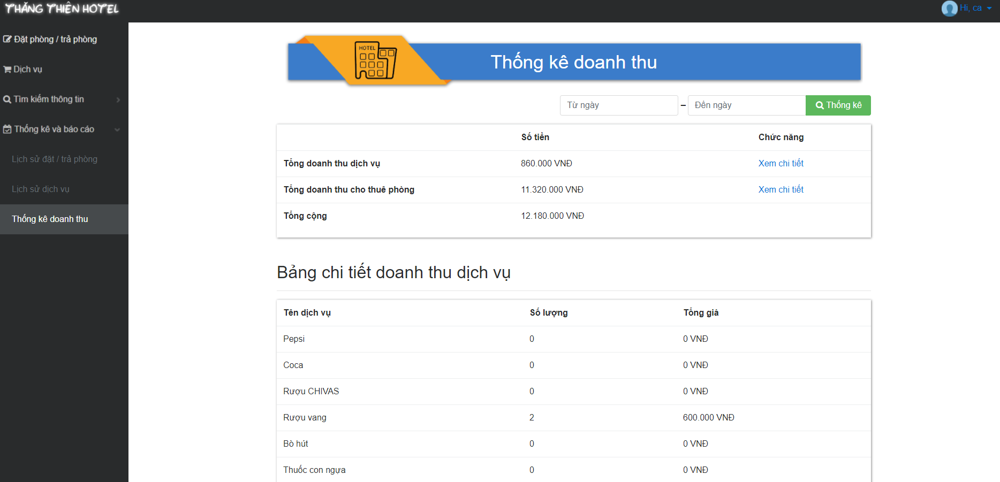 THĂNG THIÊN HOTEL
Hi, ca
Đặt phòng / trả phòng
Dịch vụ
Tìm kiếm thông tin
Thống kê và báo cáo
Lịch sử đặt / trả phòng
Lịch sử dịch vụ
Thống kê doanh thu
HOTEL
Thống kê doanh thu
Từ ngày – Đến ngày Thống kê
Số tiền Chức năng
Tổng doanh thu dịch vụ 860.000 VNĐ Xem chi tiết
Tổng doanh thu cho thuê phòng 11.320.000 VNĐ Xem chi tiết
Tổng cộng 12.180.000 VNĐ
Bảng chi tiết doanh thu dịch vụ
Tên dịch vụ Số lượng Tổng giá
Pepsi 0 0 VNĐ
Coca 0 0 VNĐ
Rượu CHIVAS 0 0 VNĐ
Rượu vang 2 600.000 VNĐ
Bò hút 0 0 VNĐ
Thuốc con ngựa 0 0 VNĐ